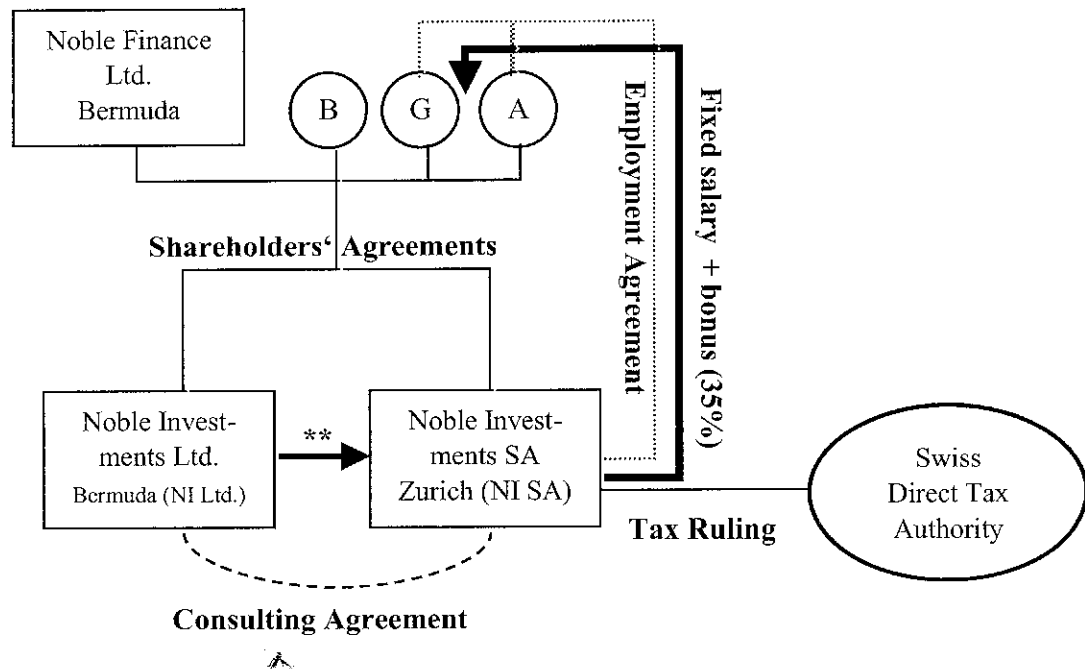 Noble Finance
Ltd.
Bermuda
B
G
A
Employment Agreement
Fixed salary + bonus (35%)
Shareholders‘ Agreements
Noble Invest-
ments Ltd.
Bermuda (NI Ltd.)
**
Noble Invest-
ments SA
Zurich (NI SA)
Swiss
Direct Tax
Authority
Tax Ruling
Consulting Agreement